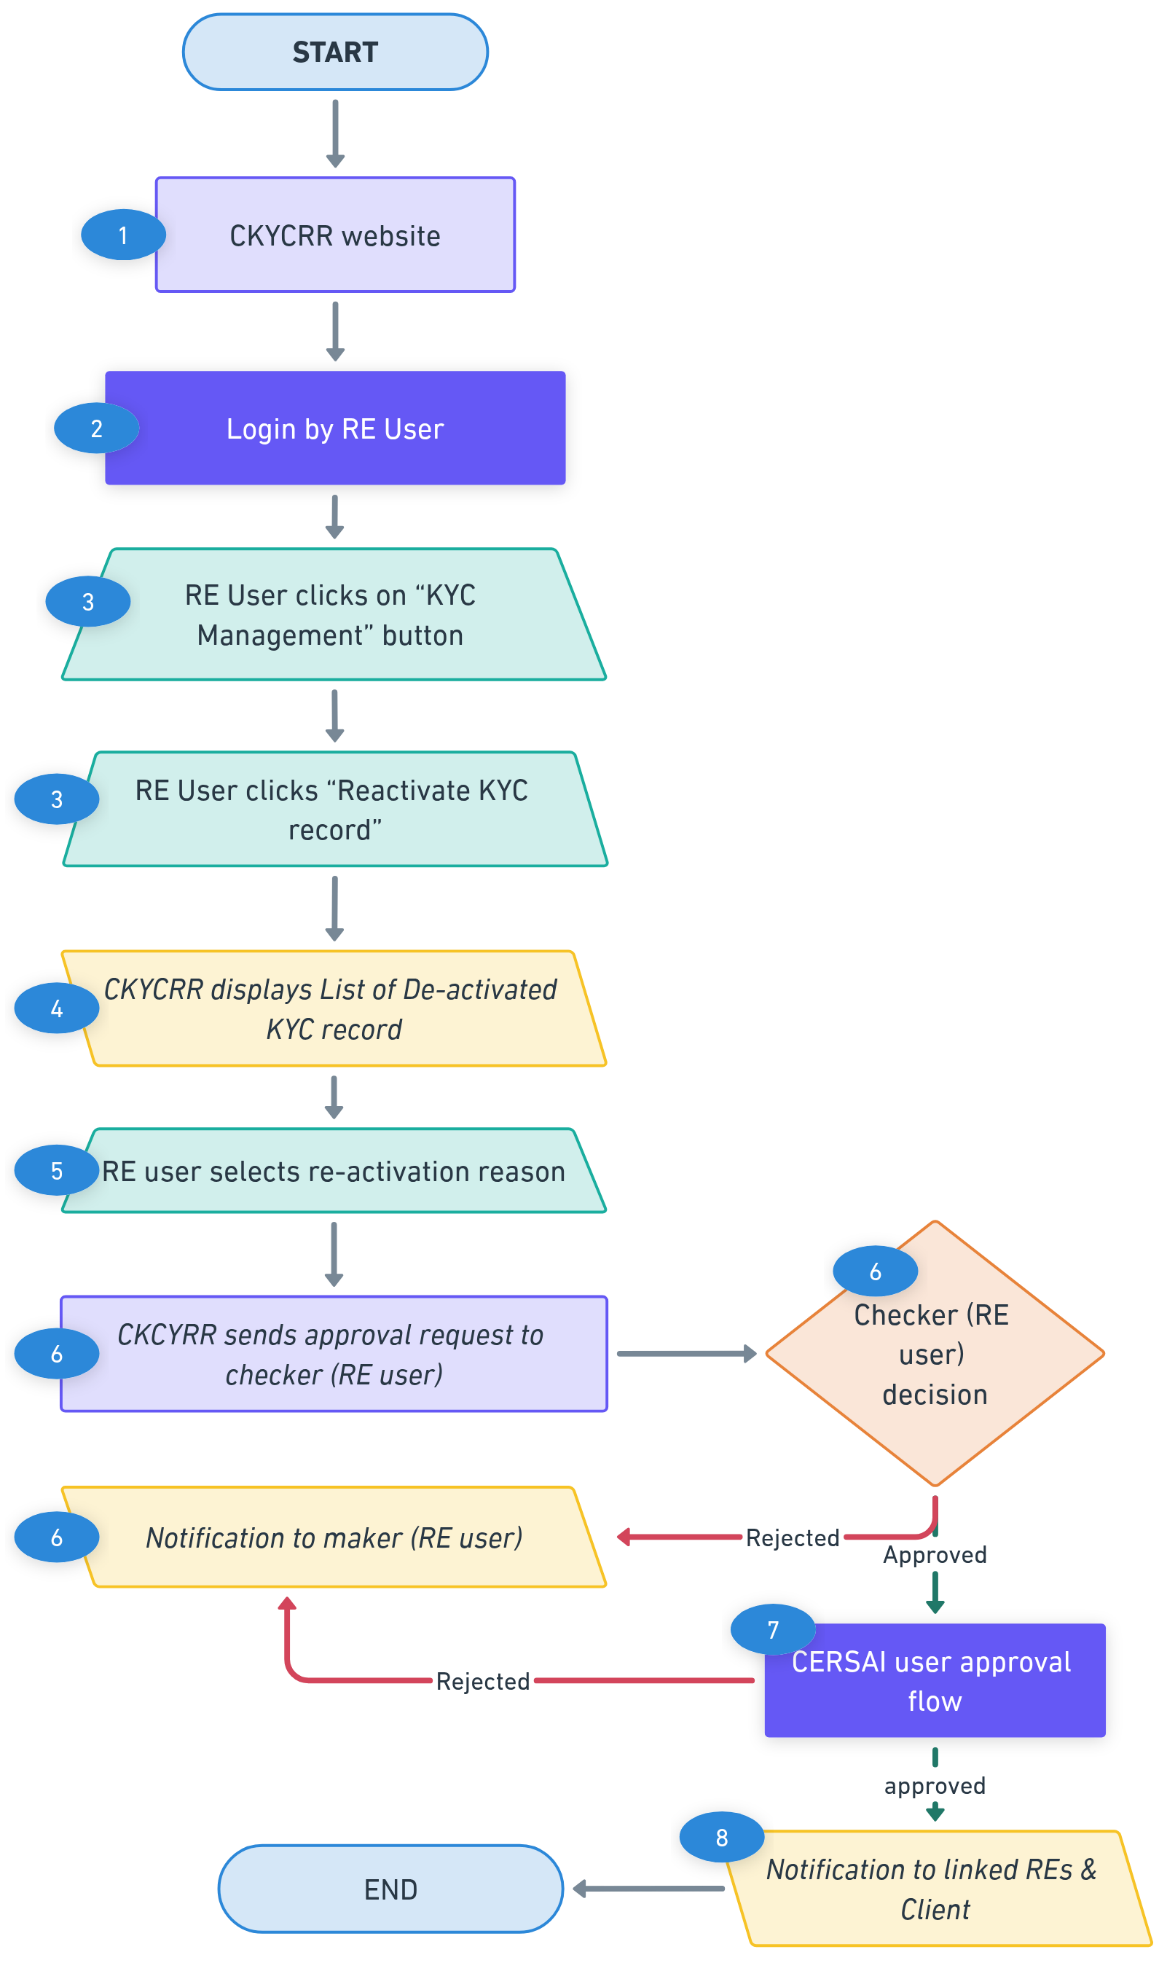 START
1
CKYCRR website
2
Login by RE User
3
RE User clicks on “KYC
Management” button
3
RE User clicks “Reactivate KYC
record”
4
CKYCRR displays List of De-activated
KYC record
5
RE user selects re-activation reason
6
CKCYRR sends approval request to
checker (RE user)
6
Checker (RE
user)
decision
6
Notification to maker (RE user)
Rejected
Approved
7
CERSAI user approval
flow
Rejected
approved
8
Notification to linked REs &
Client
END